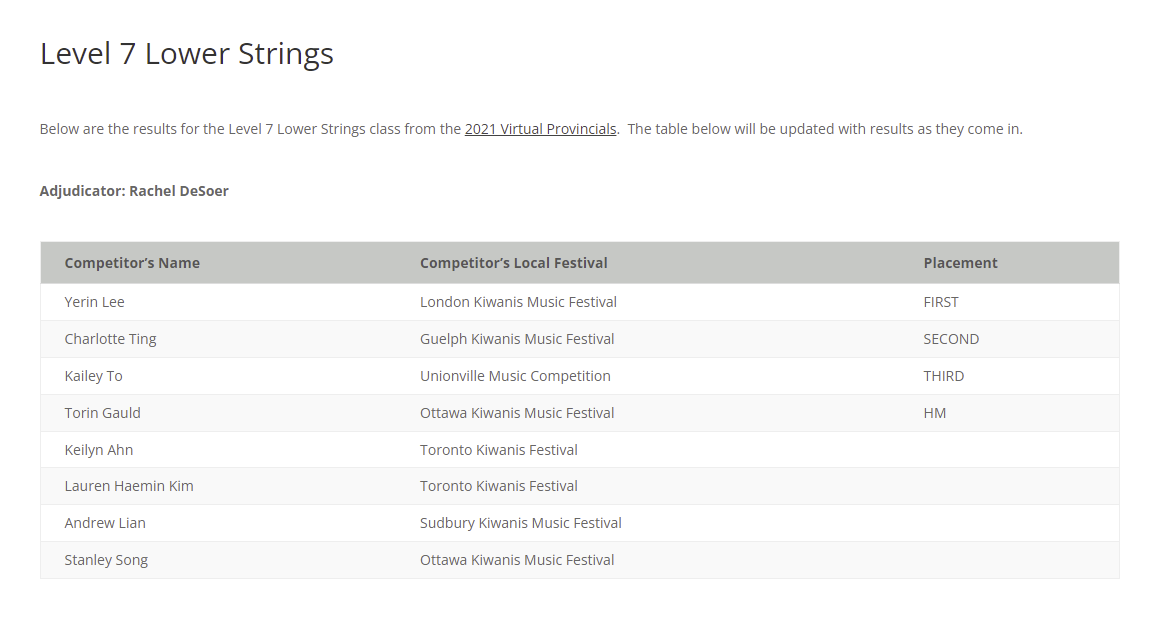 Level 7 Lower Strings
Below are the results for the Level 7 Lower Strings class from the 2021 Virtual Provincials.  The table below will be updated with results as they come in.
Adjudicator: Rachel DeSoer
Competitor’s Name Competitor’s Local Festival Placement
Yerin Lee London Kiwanis Music Festival FIRST
Charlotte Ting Guelph Kiwanis Music Festival SECOND
Kailey To Unionville Music Competition THIRD
Torin Gauld Ottawa Kiwanis Music Festival HM
Keilyn Ahn Toronto Kiwanis Festival
Lauren Haemin Kim Toronto Kiwanis Festival
Andrew Lian Sudbury Kiwanis Music Festival
Stanley Song Ottawa Kiwanis Music Festival